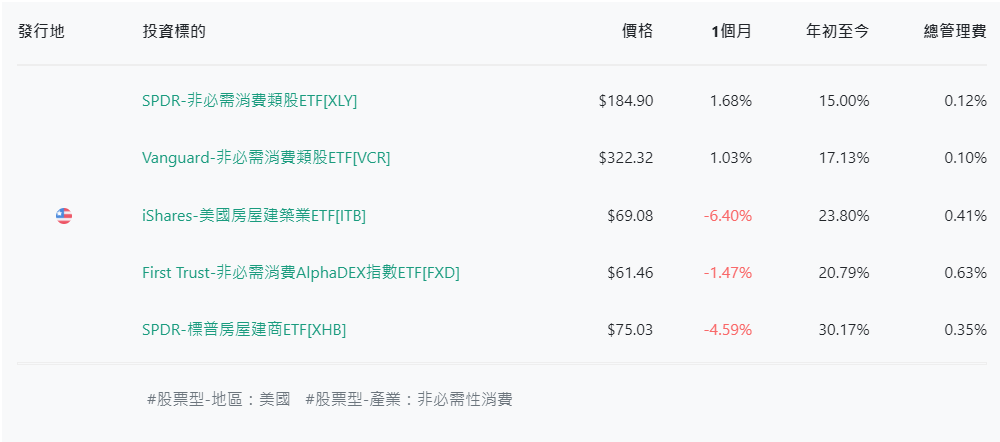 發行地 投資標的 價格 1個月 年初至今 總管理費
SPDR-非必需消費類股ETF[XLY] $184.90 1.68% 15.00% 0.12%
Vanguard-非必需消費類股ETF[VCR] $322.32 1.03% 17.13% 0.10%
iShares-美國房屋建築業ETF[ITB] $69.08 -6.40% 23.80% 0.41%
First Trust-非必需消費AlphaDEX指數ETF[FXD] $61.46 -1.47% 20.79% 0.63%
SPDR-標普房屋建商ETF[XHB] $75.03 -4.59% 30.17% 0.35%
#股票型-地區：美國 #股票型-產業：非必需性消費